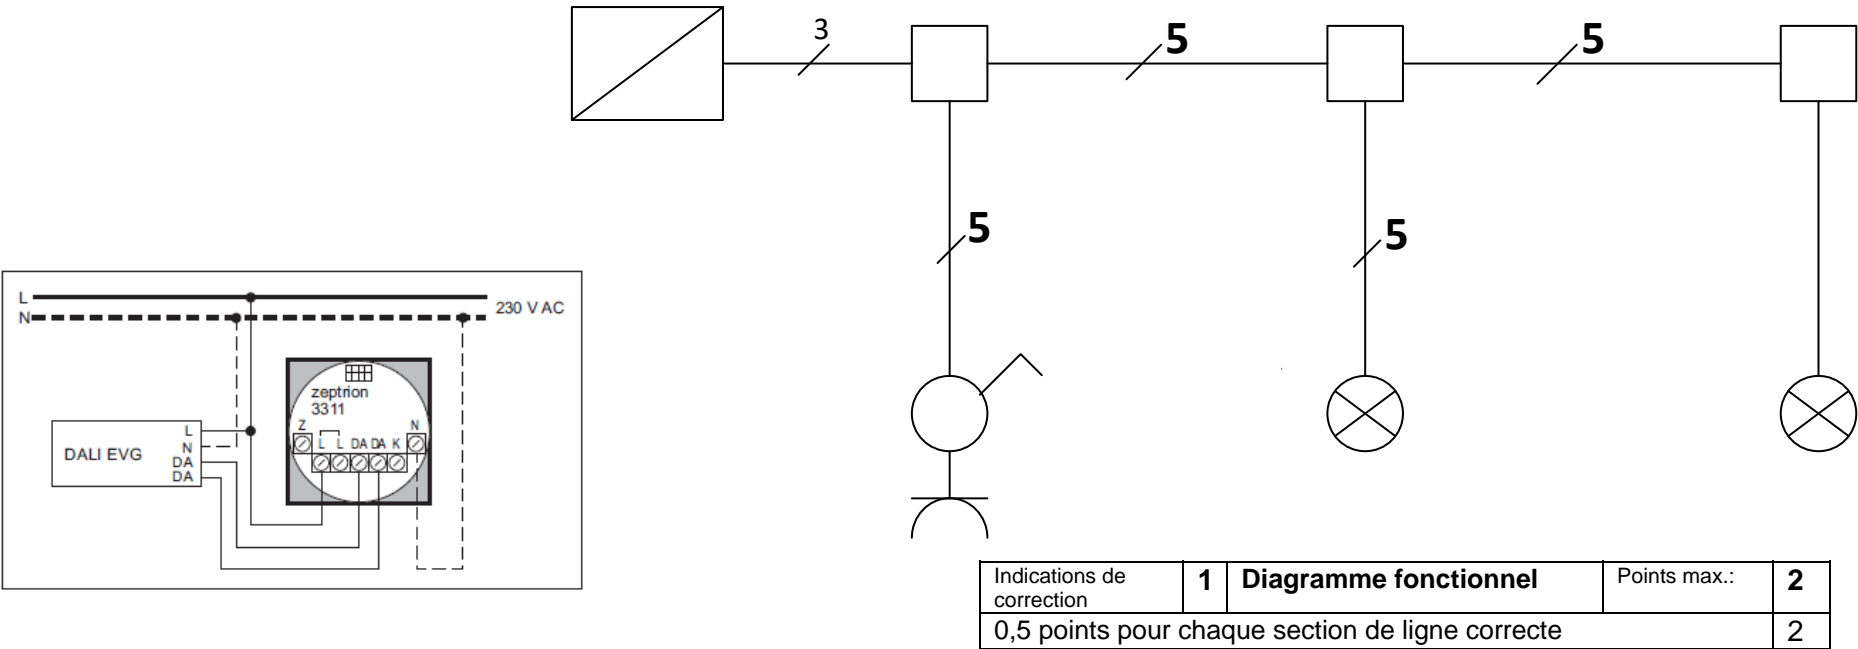 3
5
5
5
5
L
N
230 V AC
zeptrion
3311
Z
N
L L DA DA K
DALI EVG
L
N
DA
DA
Indications de correction 1 Diagramme fonctionnel Points max.: 2
0,5 points pour chaque section de ligne correcte 2